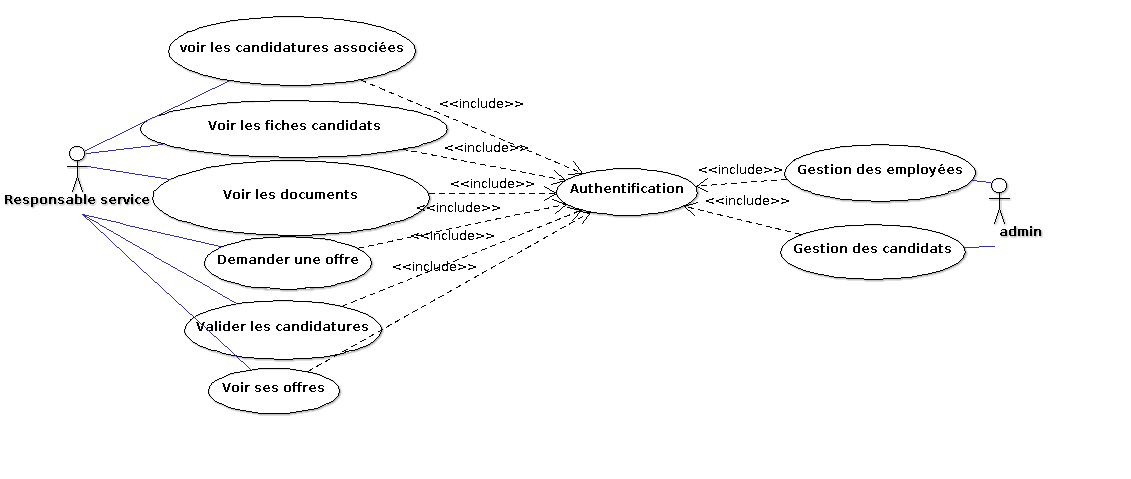 voir les candidatures associées
<<include>>
Voir les fiches candidats
<<include>>
<<include>>
Gestion des employées
<<include>>
Authentification
Voir les documents
Responsable service
<<include>>
<<include>>
admin
<<include>>
Gestion des candidats
Demander une offre
<<include>>
Valider les candidatures
Voir ses offres